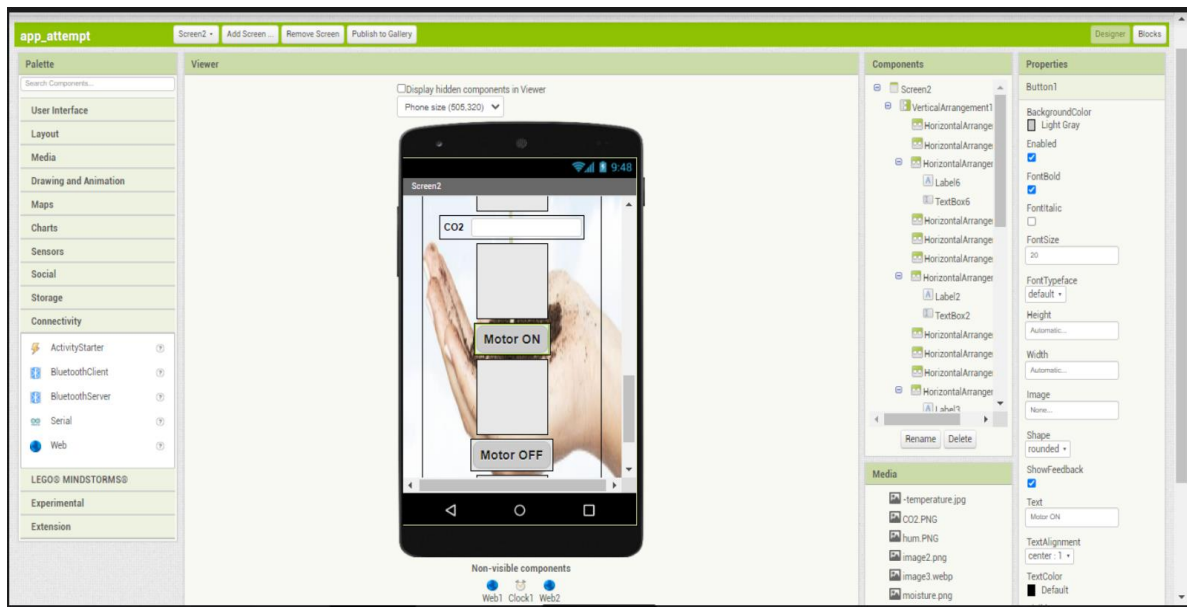 app_attempt
Screen2
Add Screen ...
Remove Screen
Publish to Gallery
Designer
Blocks
Palette
Search Components...
User Interface
Layout
Media
Drawing and Animation
Maps
Charts
Sensors
Social
Storage
Connectivity
ActivityStarter
BluetoothClient
BluetoothServer
Serial
Web
LEGO® MINDSTORMS®
Experimental
Extension
Viewer
Display hidden components in Viewer
Phone size (505,320)
9:48
Screen2
CO2
Motor ON
Motor OFF
Non-visible components
Web1 Clock1 Web2
Components
Screen2
VerticalArrangement1
HorizontalArrange
HorizontalArrange
HorizontalArranger
Label6
TextBox6
HorizontalArrange
HorizontalArrange
HorizontalArrange
HorizontalArranger
Label2
TextBox2
HorizontalArrange
HorizontalArrange
HorizontalArrange
HorizontalArranger
Label3
Rename
Delete
Media
-temperature.jpg
CO2.PNG
hum.PNG
image2.png
image3.webp
moisture.png
Properties
Button1
BackgroundColor
Light Gray
Enabled
FontBold
FontItalic
FontSize
20
FontTypeface
default
Height
Automatic...
Width
Automatic...
Image
None...
Shape
rounded
ShowFeedback
Text
Motor ON
TextAlignment
center : 1
TextColor
Default